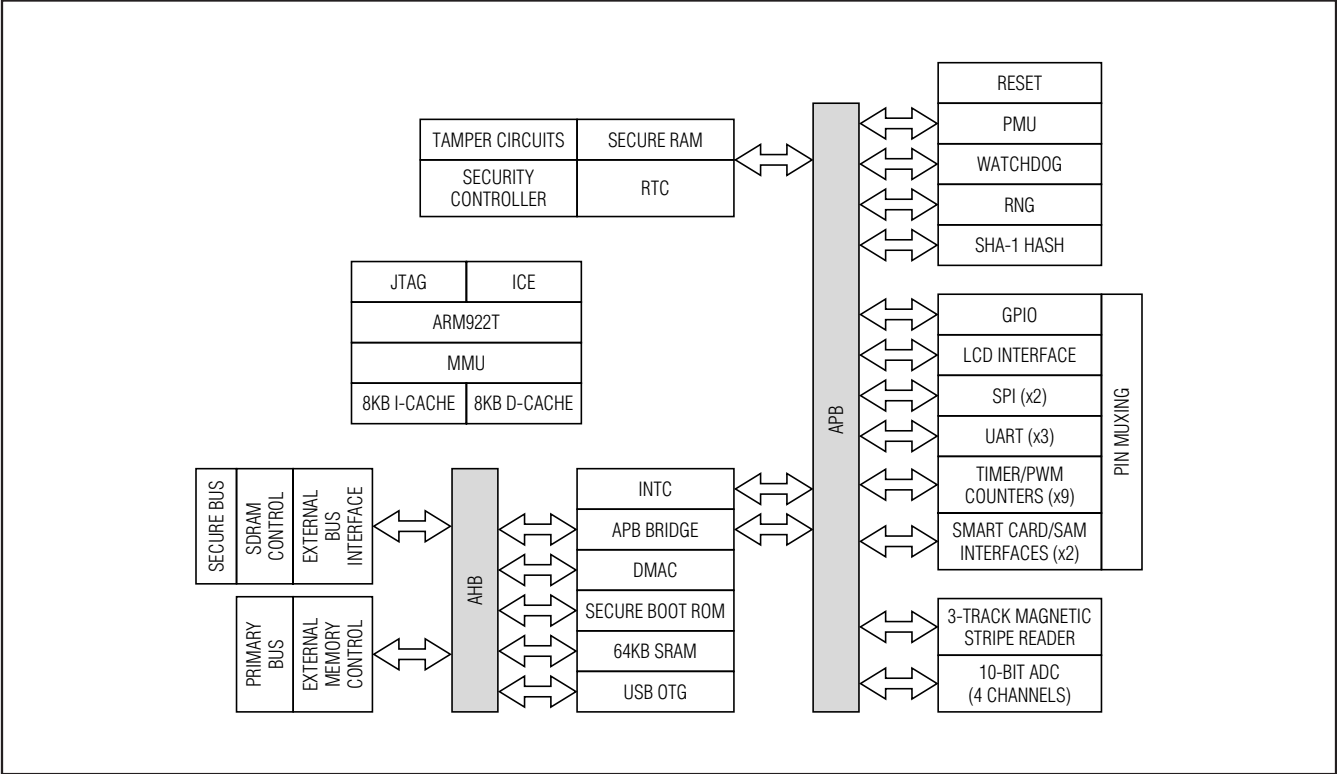 RESET
TAMPER CIRCUITS
SECURE RAM
PMU
WATCHDOG
SECURITY
CONTROLLER
RTC
RNG
SHA-1 HASH
JTAG
ICE
ARM922T
MMU
8KB I-CACHE
8KB D-CACHE
GPIO
LCD INTERFACE
SPI (x2)
UART (x3)
TIMER/PWM
COUNTERS (x9)
SMART CARD/SAM
INTERFACES (x2)
PIN MUXING
APB
SECURE BUS
SDRAM
CONTROL
EXTERNAL
BUS
INTERFACE
PRIMARY
BUS
EXTERNAL
MEMORY
CONTROL
AHB
INTC
APB BRIDGE
DMAC
SECURE BOOT ROM
64KB SRAM
USB OTG
3-TRACK MAGNETIC
STRIPE READER
10-BIT ADC
(4 CHANNELS)